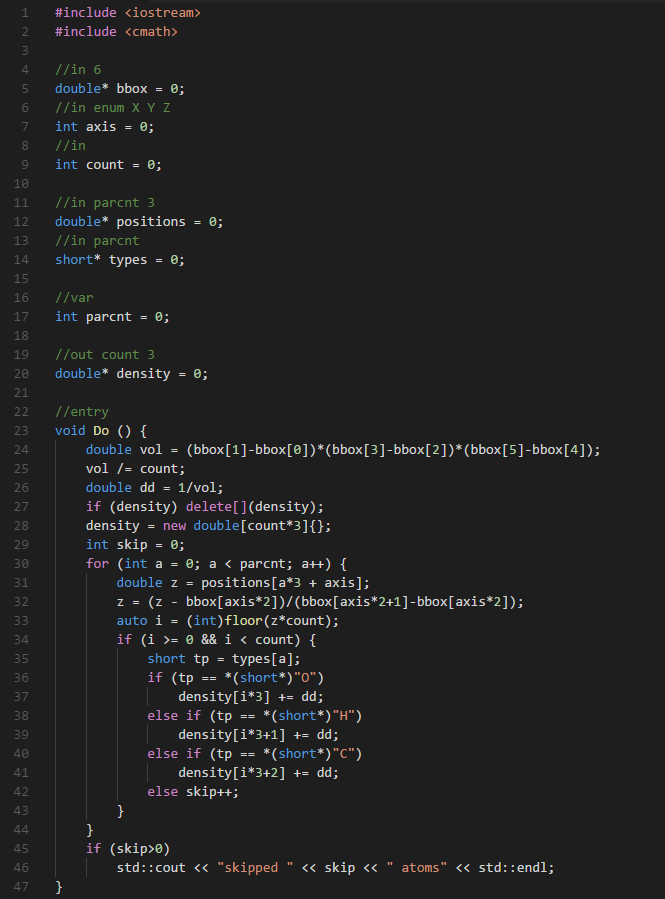 1 #include <iostream>
2 #include <cmath>
3
4 //in 6
5 double* bbox = 0;
6 //in enum X Y Z
7 int axis = 0;
8 //in
9 int count = 0;
10
11 //in parcnt 3
12 double* positions = 0;
13 //in parcnt
14 short* types = 0;
15
16 //var
17 int parcnt = 0;
18
19 //out count 3
20 double* density = 0;
21
22 //entry
23 void Do () {
24     double vol = (bbox[1]-bbox[0])*(bbox[3]-bbox[2])*(bbox[5]-bbox[4]);
25     vol /= count;
26     double dd = 1/vol;
27     if (density) delete[](density);
28     density = new double[count*3]{};
29     int skip = 0;
30     for (int a = 0; a < parcnt; a++) {
31         double z = positions[a*3 + axis];
32         z = (z - bbox[axis*2])/(bbox[axis*2+1]-bbox[axis*2]);
33         auto i = (int)floor(z*count);
34         if (i >= 0 && i < count) {
35             short tp = types[a];
36             if (tp == *(short*)"O")
37                 density[i*3] += dd;
38             else if (tp == *(short*)"H")
39                 density[i*3+1] += dd;
40             else if (tp == *(short*)"C")
41                 density[i*3+2] += dd;
42             else skip++;
43         }
44     }
45     if (skip>0)
46         std::cout << "skipped " << skip << " atoms" << std::endl;
47 }